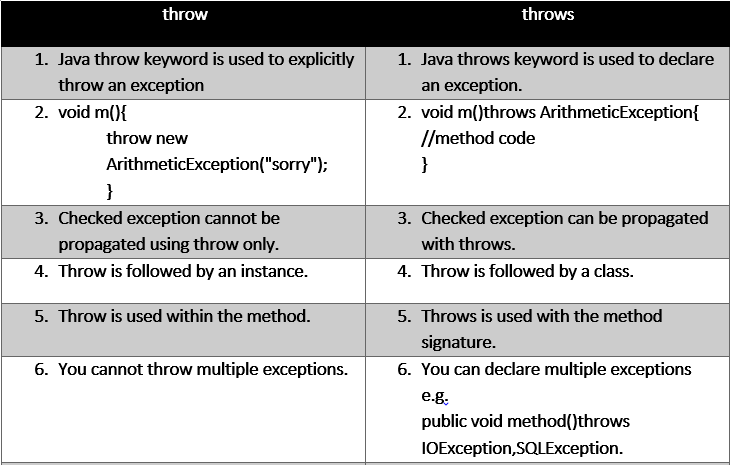 throw
throws
1. Java throw keyword is used to explicitly
throw an exception
1. Java throws keyword is used to declare
an exception.
2. void m(){
throw new
ArithmeticException("sorry");
}
2. void m()throws ArithmeticException{
//method code
}
3. Checked exception cannot be
propagated using throw only.
3. Checked exception can be propagated
with throws.
4. Throw is followed by an instance.
4. Throw is followed by a class.
5. Throw is used within the method.
5. Throws is used with the method
signature.
6. You cannot throw multiple exceptions.
6. You can declare multiple exceptions
e.g.
public void method()throws
IOException,SQLException.